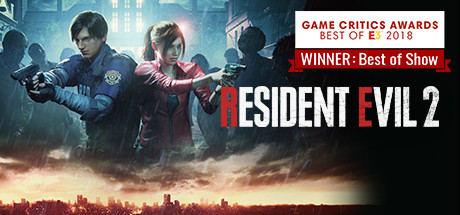 GAME CRITICS AWARDS
BEST OF E3 2018
WINNER: Best of Show
RESIDENT EVIL 2